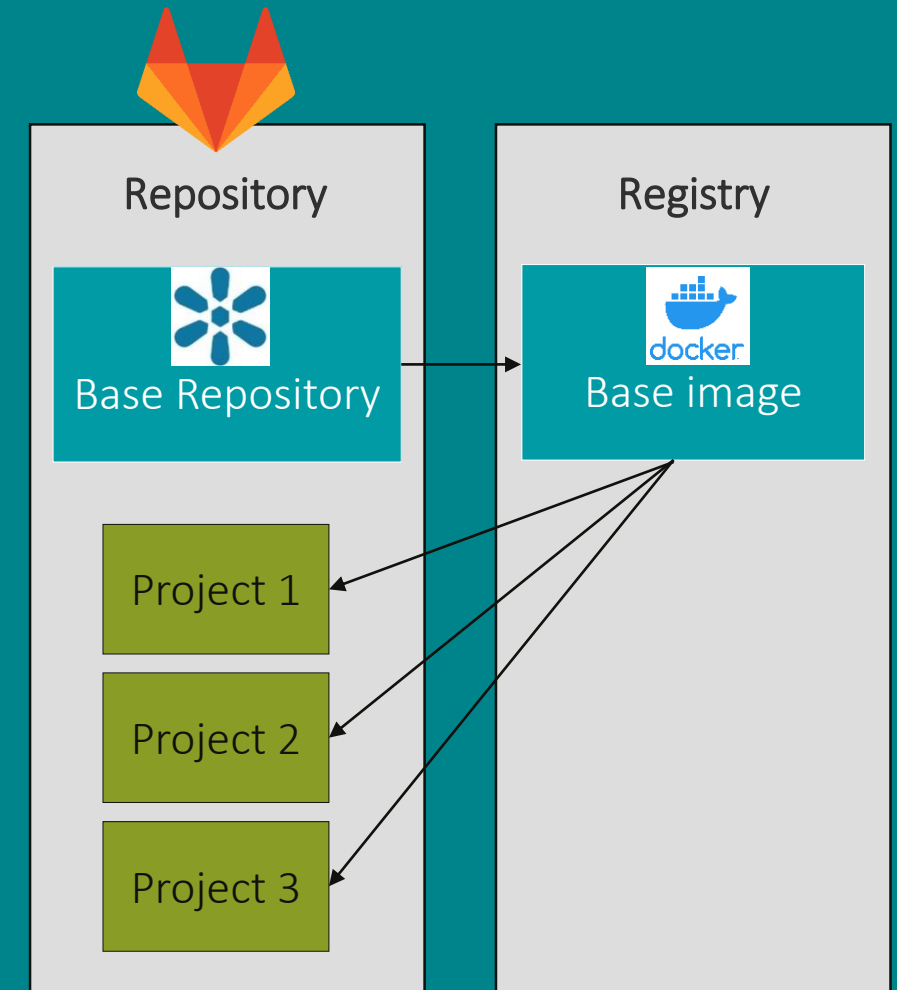 Repository
Registry
Base Repository
docker
Base image
Project 1
Project 2
Project 3